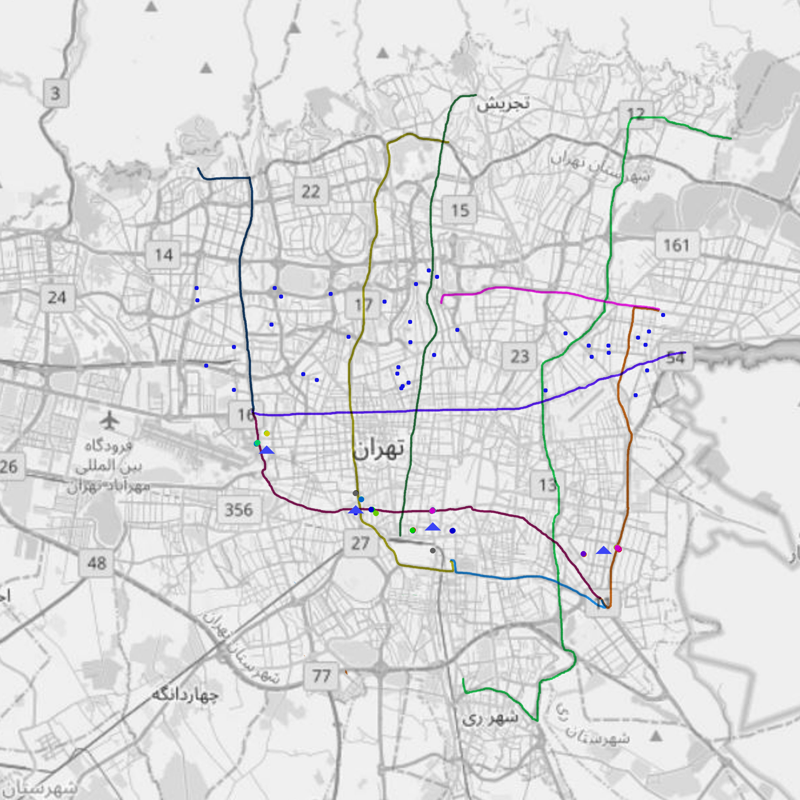 3
تجریش
12
شهرستان تهران
22
15
14
161
24
17
23
54
16
تهران
فرودگاه
بین المللی
مهرآباد تهران
26
13
356
27
48
شهرستان تهران
77
چهاردانگه
شهر ری
شهرستان ری
شهرستان